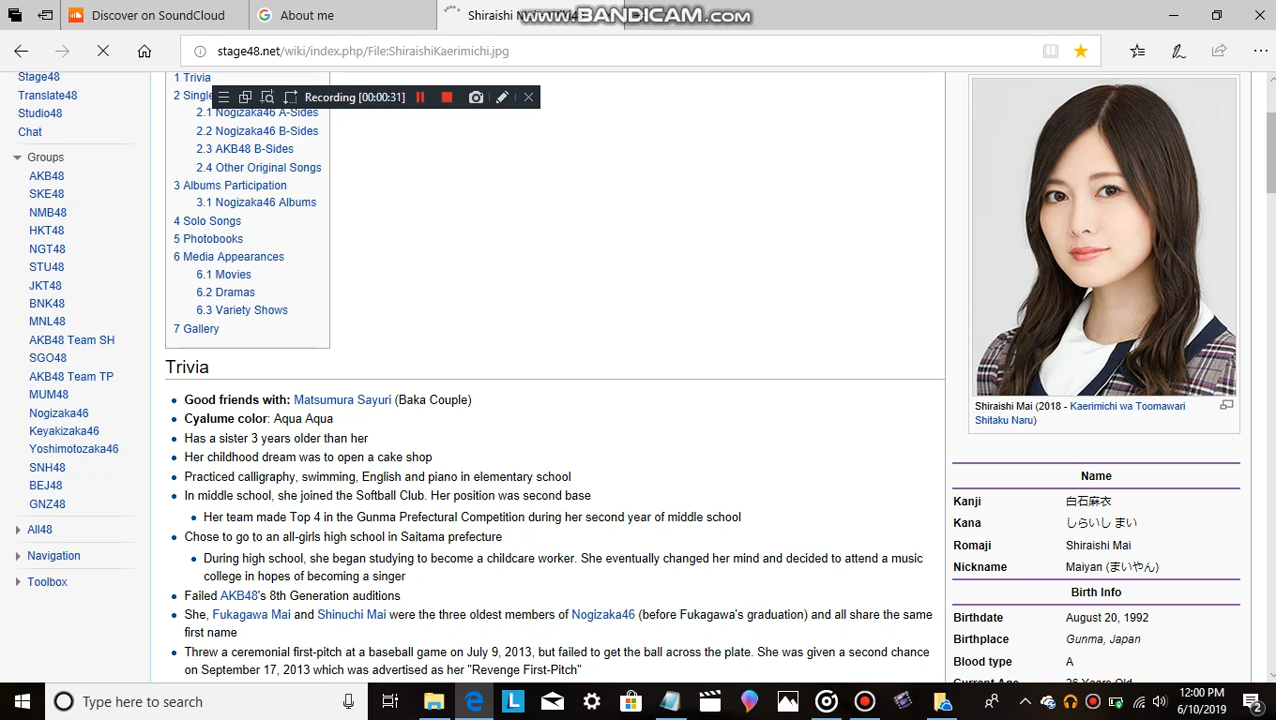 Discover on SoundCloud
About me
Shiraishi
www.BANDICAM.com
stage48.net/wiki/index.php/File:ShiraishiKaerimichi.jpg
Recording [00:00:31]
Stage48
Translate48
Studio48
Chat
Groups
AKB48
SKE48
NMB48
HKT48
NGT48
STU48
JKT48
BNK48
MNL48
AKB48 Team SH
SGO48
AKB48 Team TP
MUM48
Nogizaka46
Keyakizaka46
Yoshimotozaka46
SNH48
BEJ48
GNZ48
All48
Navigation
Toolbox
1 Trivia
2 Single
2.1 Nogizaka46 A-Sides
2.2 Nogizaka46 B-Sides
2.3 AKB48 B-Sides
2.4 Other Original Songs
3 Albums Participation
3.1 Nogizaka46 Albums
4 Solo Songs
5 Photobooks
6 Media Appearances
6.1 Movies
6.2 Dramas
6.3 Variety Shows
7 Gallery
Trivia
Good friends with: Matsumura Sayuri (Baka Couple)
Cyalume color: Aqua Aqua
Has a sister 3 years older than her
Her childhood dream was to open a cake shop
Practiced calligraphy, swimming, English and piano in elementary school
In middle school, she joined the Softball Club. Her position was second base
Her team made Top 4 in the Gunma Prefectural Competition during her second year of middle school
Chose to go to an all-girls high school in Saitama prefecture
During high school, she began studying to become a childcare worker. She eventually changed her mind and decided to attend a music
college in hopes of becoming a singer
Failed AKB48's 8th Generation auditions
She, Fukagawa Mai and Shinuchi Mai were the three oldest members of Nogizaka46 (before Fukagawa's graduation) and all share the same
first name
Threw a ceremonial first-pitch at a baseball game on July 9, 2013, but failed to get the ball across the plate. She was given a second chance
on September 17, 2013 which was advertised as her "Revenge First-Pitch"
Shiraishi Mai (2018 - Kaerimichi wa Toomawari
Shitaku Naru)
Name
Kanji 白石麻衣
Kana しらいし まい
Romaji Shiraishi Mai
Nickname Maiyan (まいやん)
Birth Info
Birthdate August 20, 1992
Birthplace Gunma, Japan
Blood type A
Current Age 26 Years Old
Type here to search
12:00 PM
6/10/2019
2